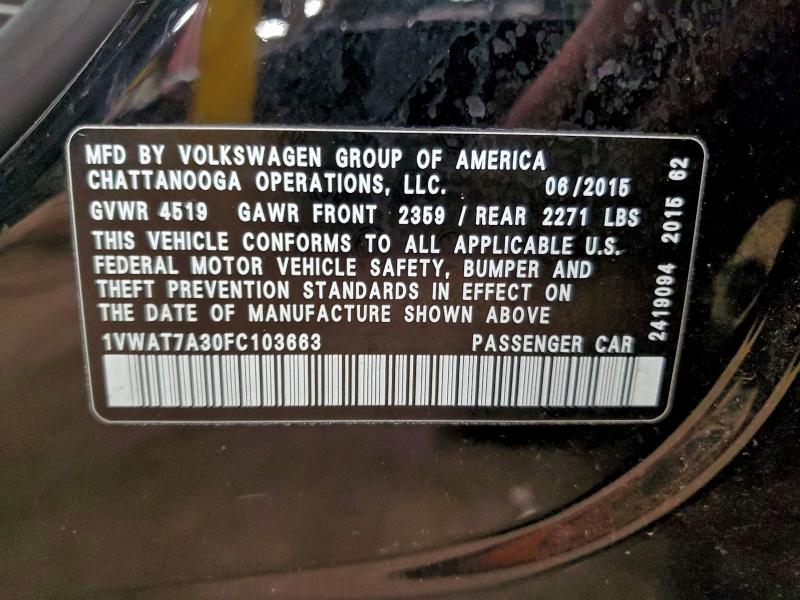 MFD BY VOLKSWAGEN GROUP OF AMERICA
CHATTANOOGA OPERATIONS, LLC. 06/2015
GVWR 4519 GAWR FRONT 2359 / REAR 2271 LBS
THIS VEHICLE CONFORMS TO ALL APPLICABLE U.S.
FEDERAL MOTOR VEHICLE SAFETY, BUMPER AND
THEFT PREVENTION STANDARDS IN EFFECT ON
THE DATE OF MANUFACTURE SHOWN ABOVE
1VWAT7A30FC103663 PASSENGER CAR
2419094 2015 62